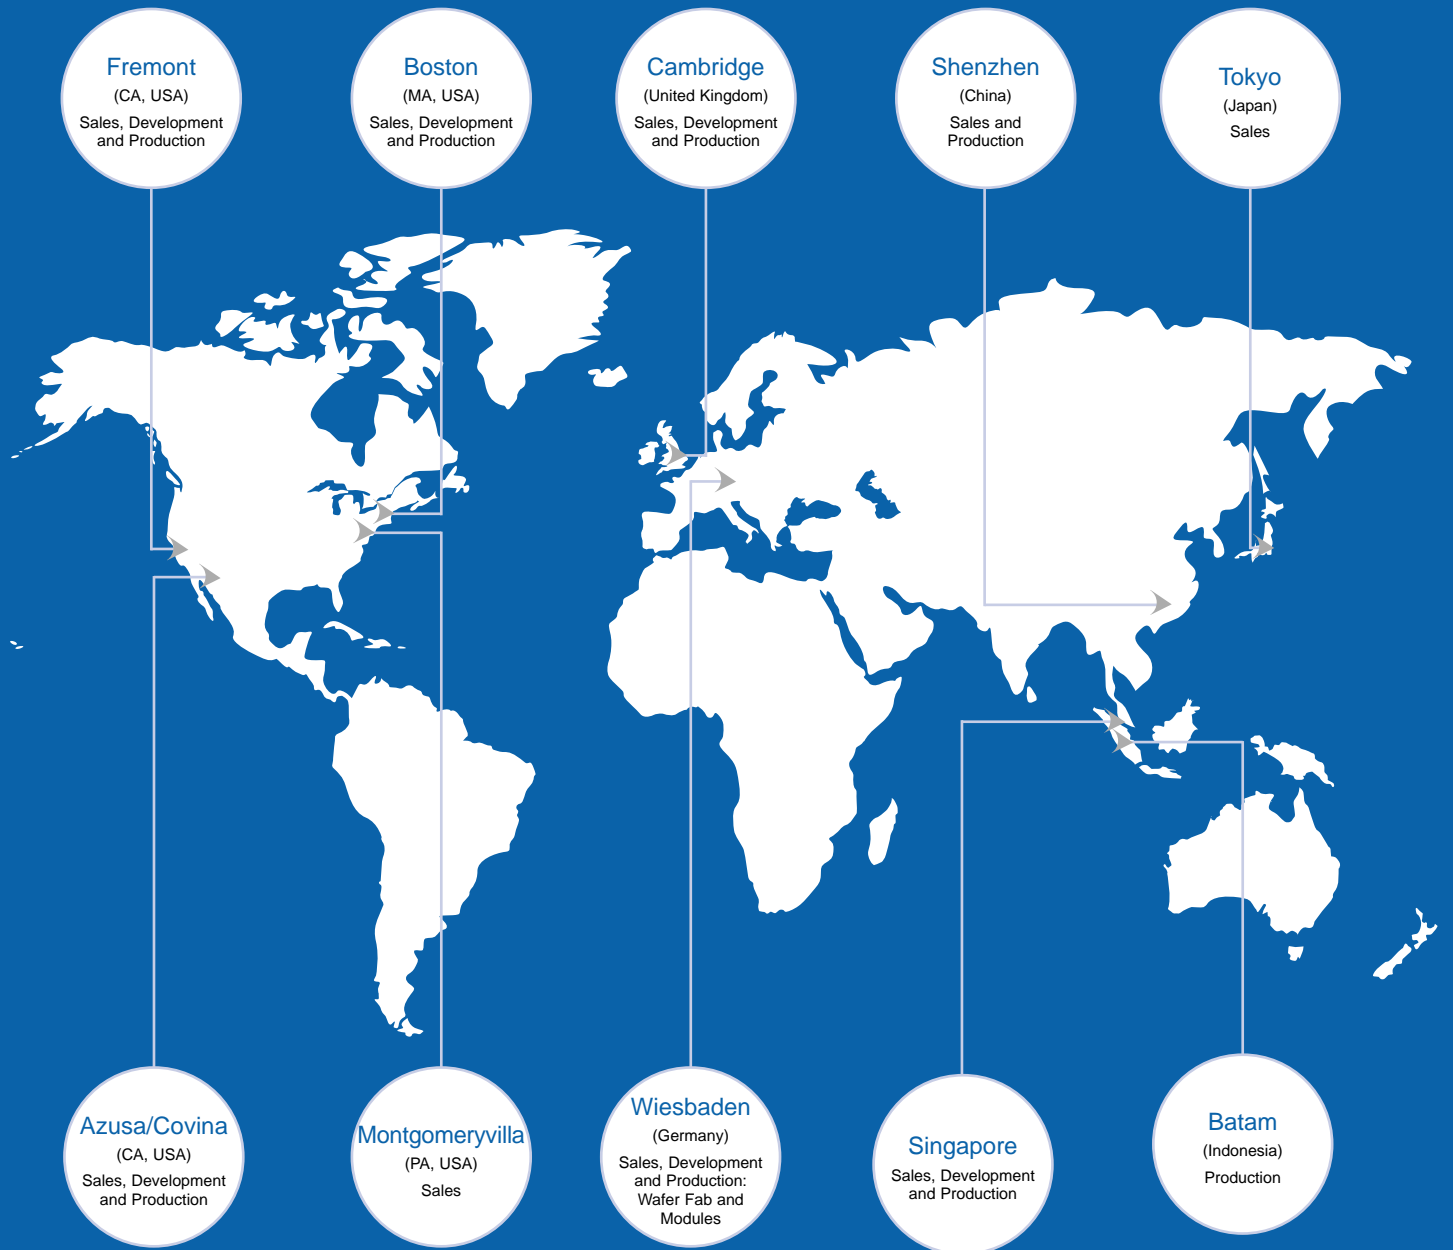 Fremont
(CA, USA)
Sales, Development
and Production
Boston
(MA, USA)
Sales, Development
and Production
Cambridge
(United Kingdom)
Sales, Development
and Production
Shenzhen
(China)
Sales and
Production
Tokyo
(Japan)
Sales
Azusa/Covina
(CA, USA)
Sales, Development
and Production
Montgomeryvilla
(PA, USA)
Sales
Wiesbaden
(Germany)
Sales, Development
and Production:
Wafer Fab and
Modules
Singapore
Sales, Development
and Production
Batam
(Indonesia)
Production